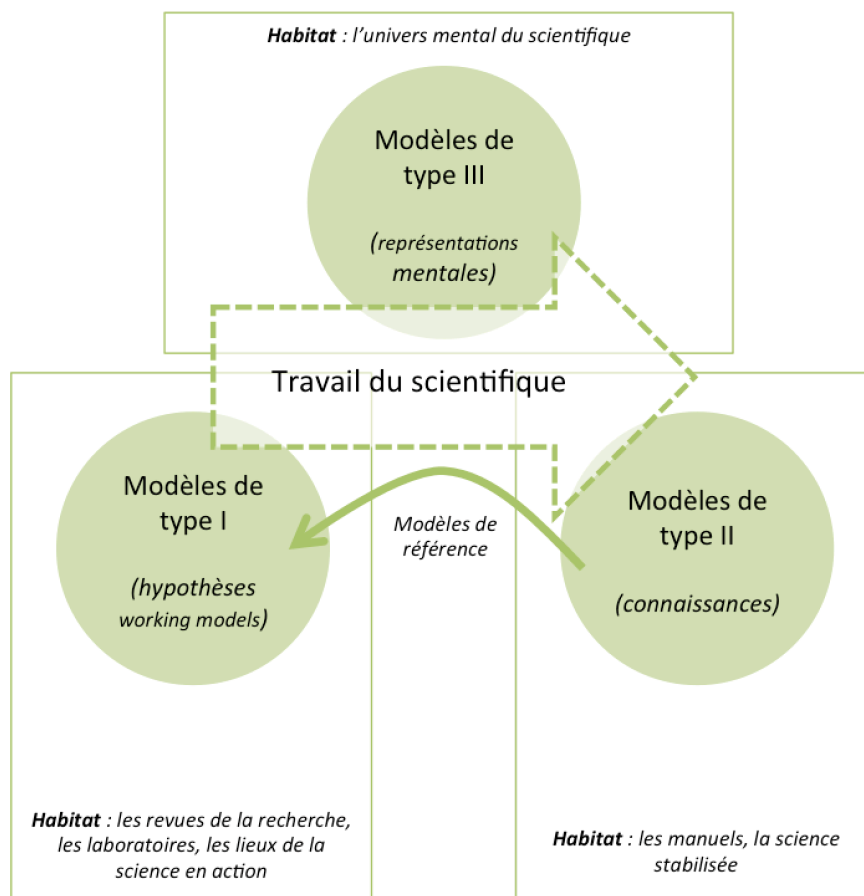 Habitat : l’univers mental du scientifique
Modèles de
type III
(représentations
mentales)
Travail du scientifique
Modèles de
type I
(hypothèses
working models)
Modèles de
référence
Modèles de
type II
(connaissances)
Habitat : les revues de la recherche,
les laboratoires, les lieux de la
science en action
Habitat : les manuels, la science
stabilisée